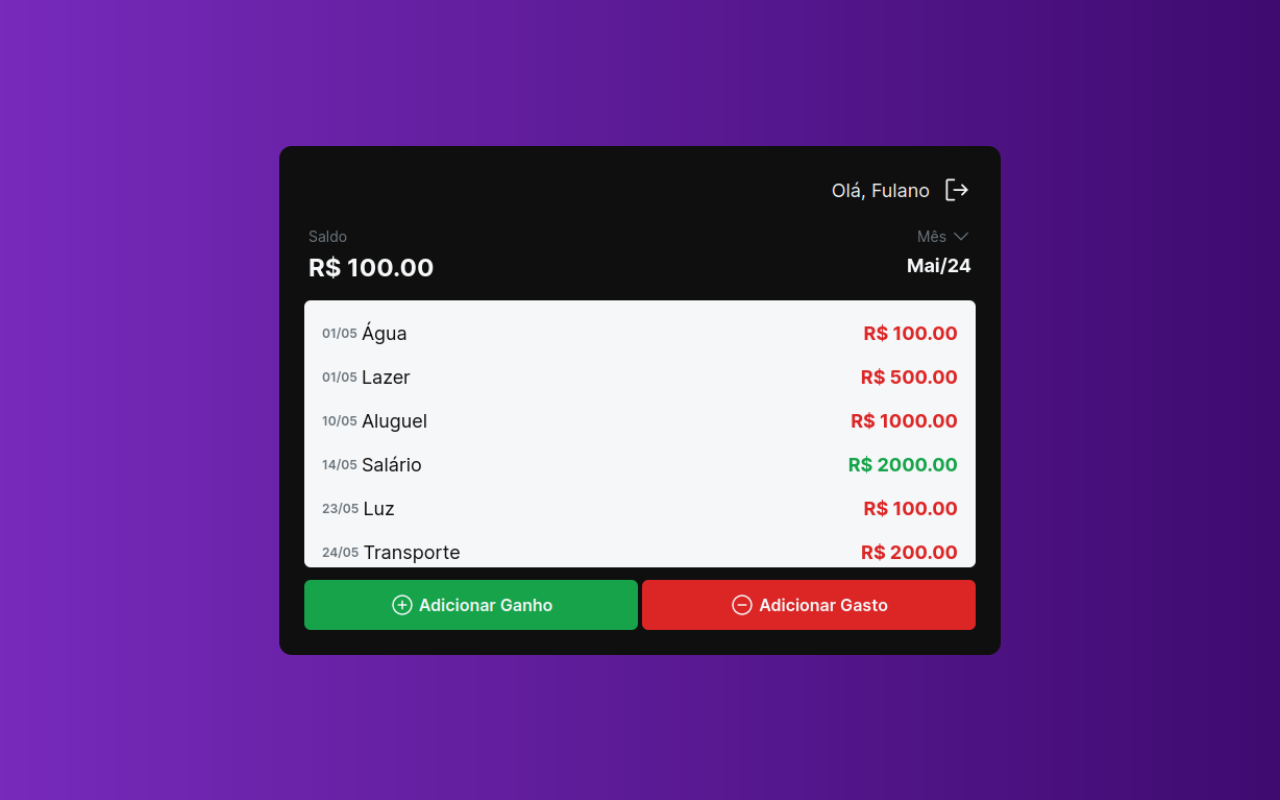 Olá, Fulano
Saldo Mês
R$ 100.00 Mai/24
01/05 Água R$ 100.00
01/05 Lazer R$ 500.00
10/05 Aluguel R$ 1000.00
14/05 Salário R$ 2000.00
23/05 Luz R$ 100.00
24/05 Transporte R$ 200.00
Adicionar Ganho Adicionar Gasto